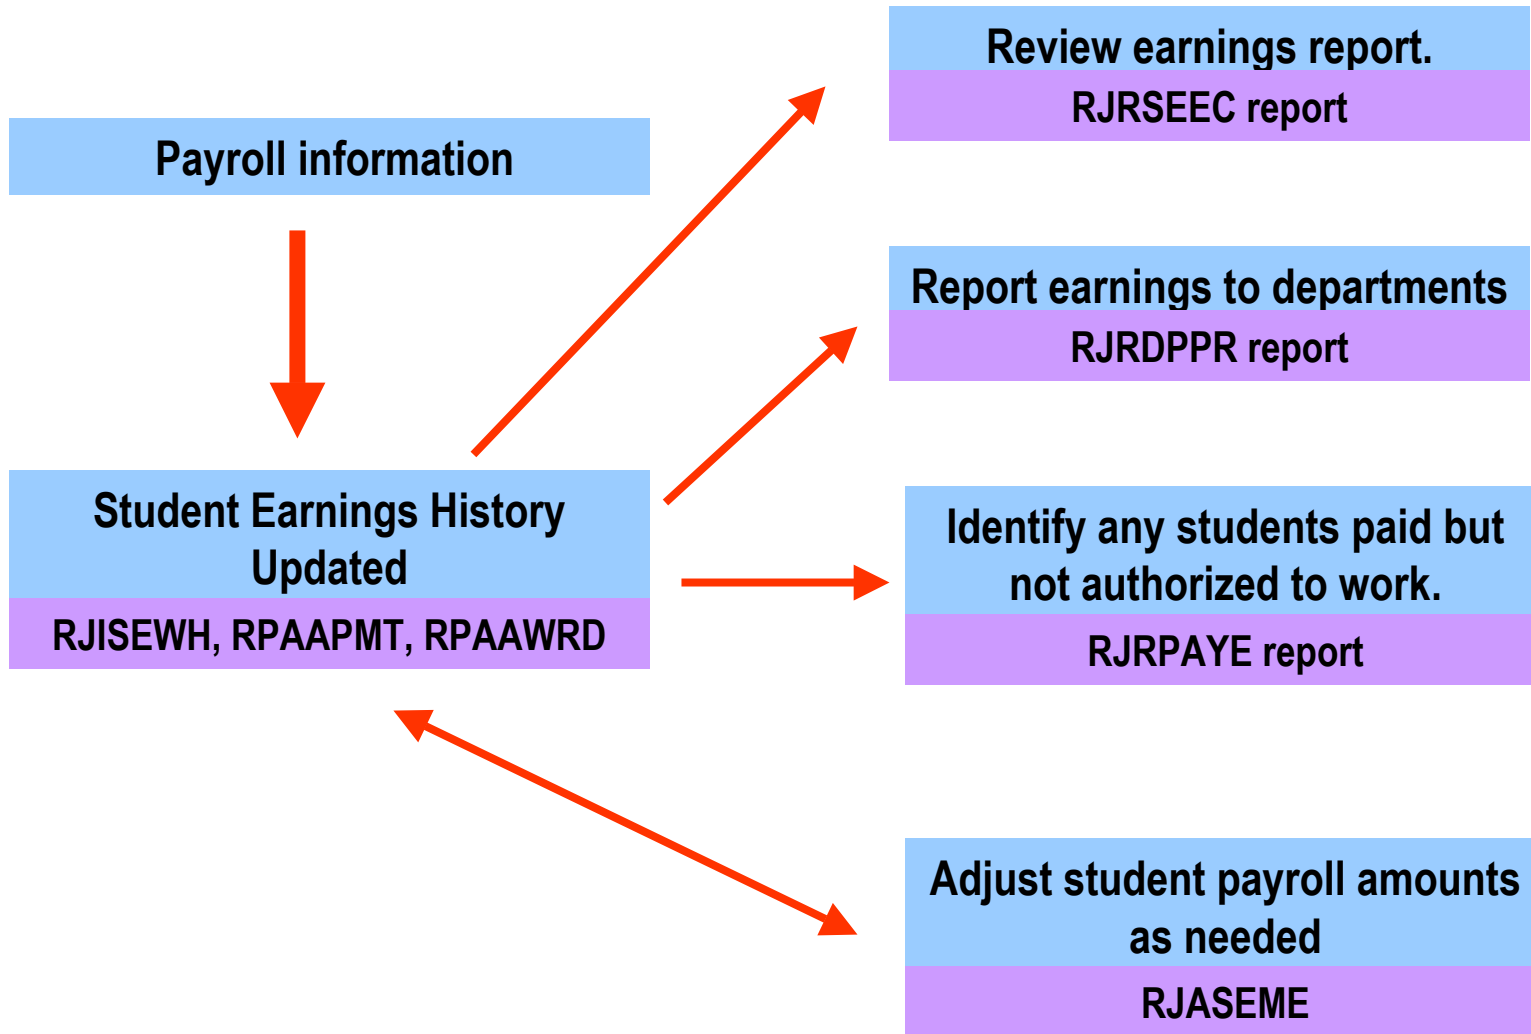 Payroll information
Student Earnings History
Updated
RJISEWH, RPAAPMT, RPAAWRD
Review earnings report.
RJRSEEC report
Report earnings to departments
RJRDPPR report
Identify any students paid but
not authorized to work.
RJRPAYE report
Adjust student payroll amounts
as needed
RJASEME